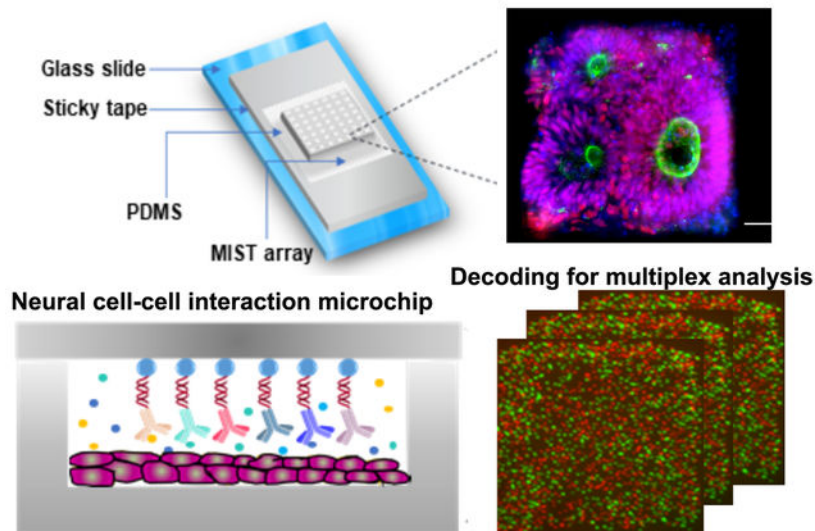 Glass slide
Sticky tape
PDMS
MIST array
Decoding for multiplex analysis
Neural cell-cell interaction microchip